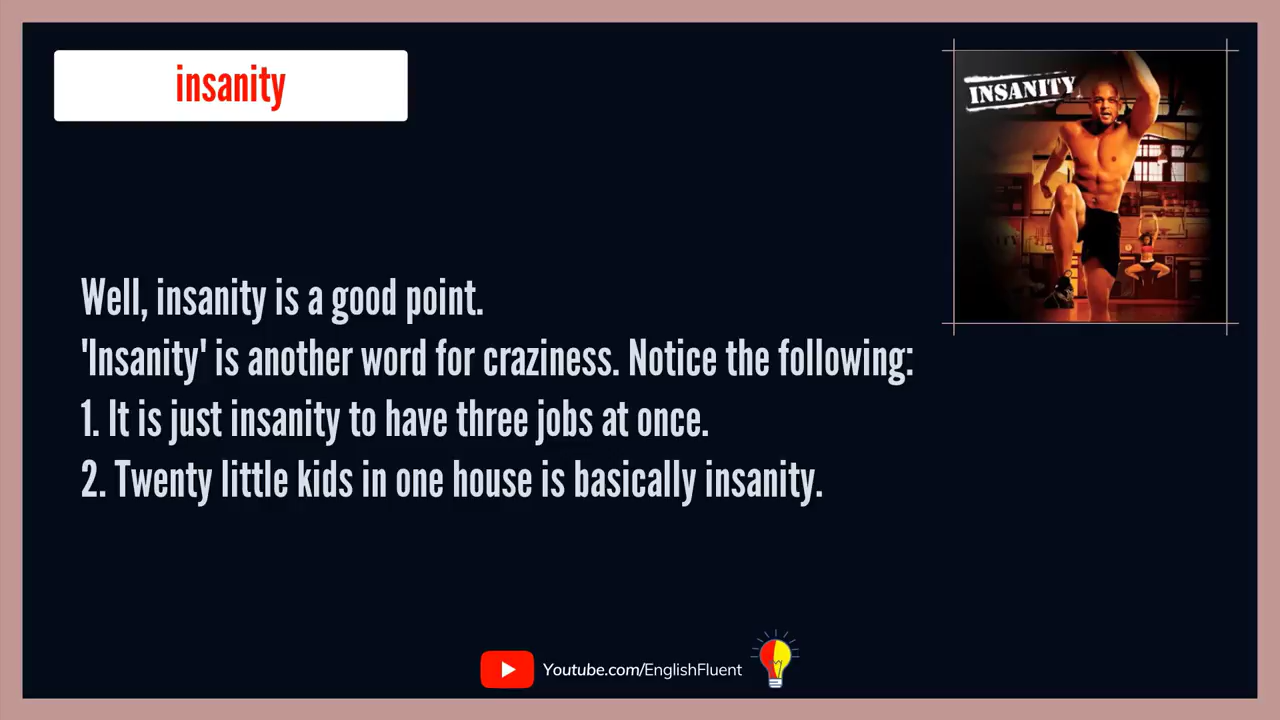 insanity
INSANITY
Well, insanity is a good point.
'Insanity' is another word for craziness. Notice the following:
1. It is just insanity to have three jobs at once.
2. Twenty little kids in one house is basically insanity.
Youtube.com/EnglishFluent